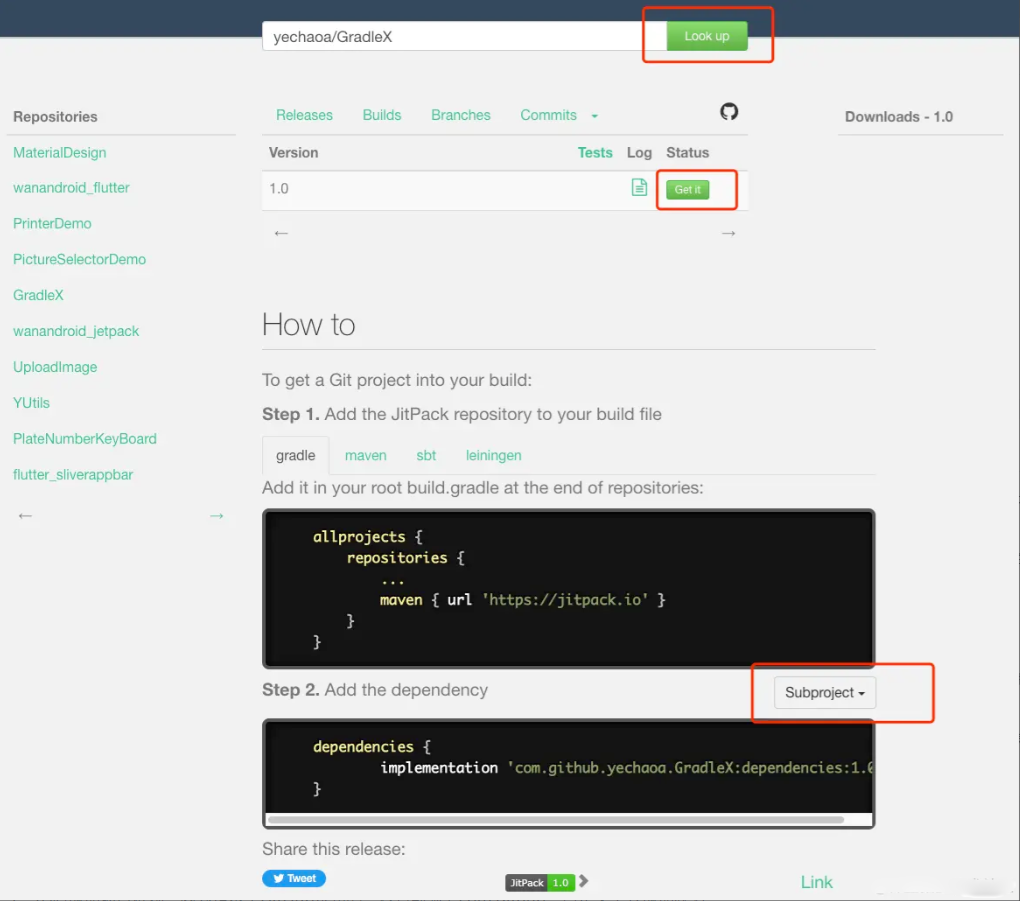 yechaoa/GradleX
Look up
Repositories
MaterialDesign
wanandroid_flutter
PrinterDemo
PictureSelectorDemo
GradleX
wanandroid_jetpack
UploadImage
YUtils
PlateNumberKeyBoard
flutter_sliverappbar
← →
Releases Builds Branches Commits
Version Tests Log Status
1.0 Get it
← →
Downloads - 1.0
How to
To get a Git project into your build:
Step 1. Add the JitPack repository to your build file
gradle maven sbt leiningen
Add it in your root build.gradle at the end of repositories:
allprojects {
repositories {
...
maven { url 'https://jitpack.io' }
}
}
Step 2. Add the dependency
Subproject
dependencies {
implementation 'com.github.yechaoa.GradleX:dependencies:1.0
}
Share this release:
Tweet
JitPack 1.0
Link